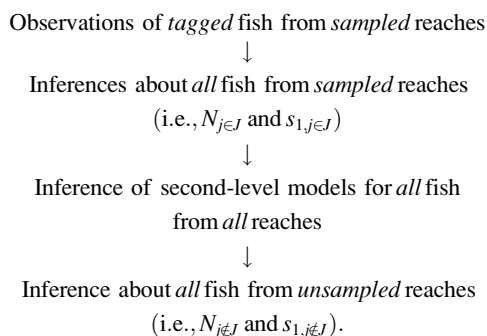 Observations of tagged fish from sampled reaches
↓
Inferences about all fish from sampled reaches
(i.e., N_{j∈J} and s_{1,j∈J})
↓
Inference of second-level models for all fish
from all reaches
↓
Inference about all fish from unsampled reaches
(i.e., N_{j∉J} and s_{1,j∉J}).